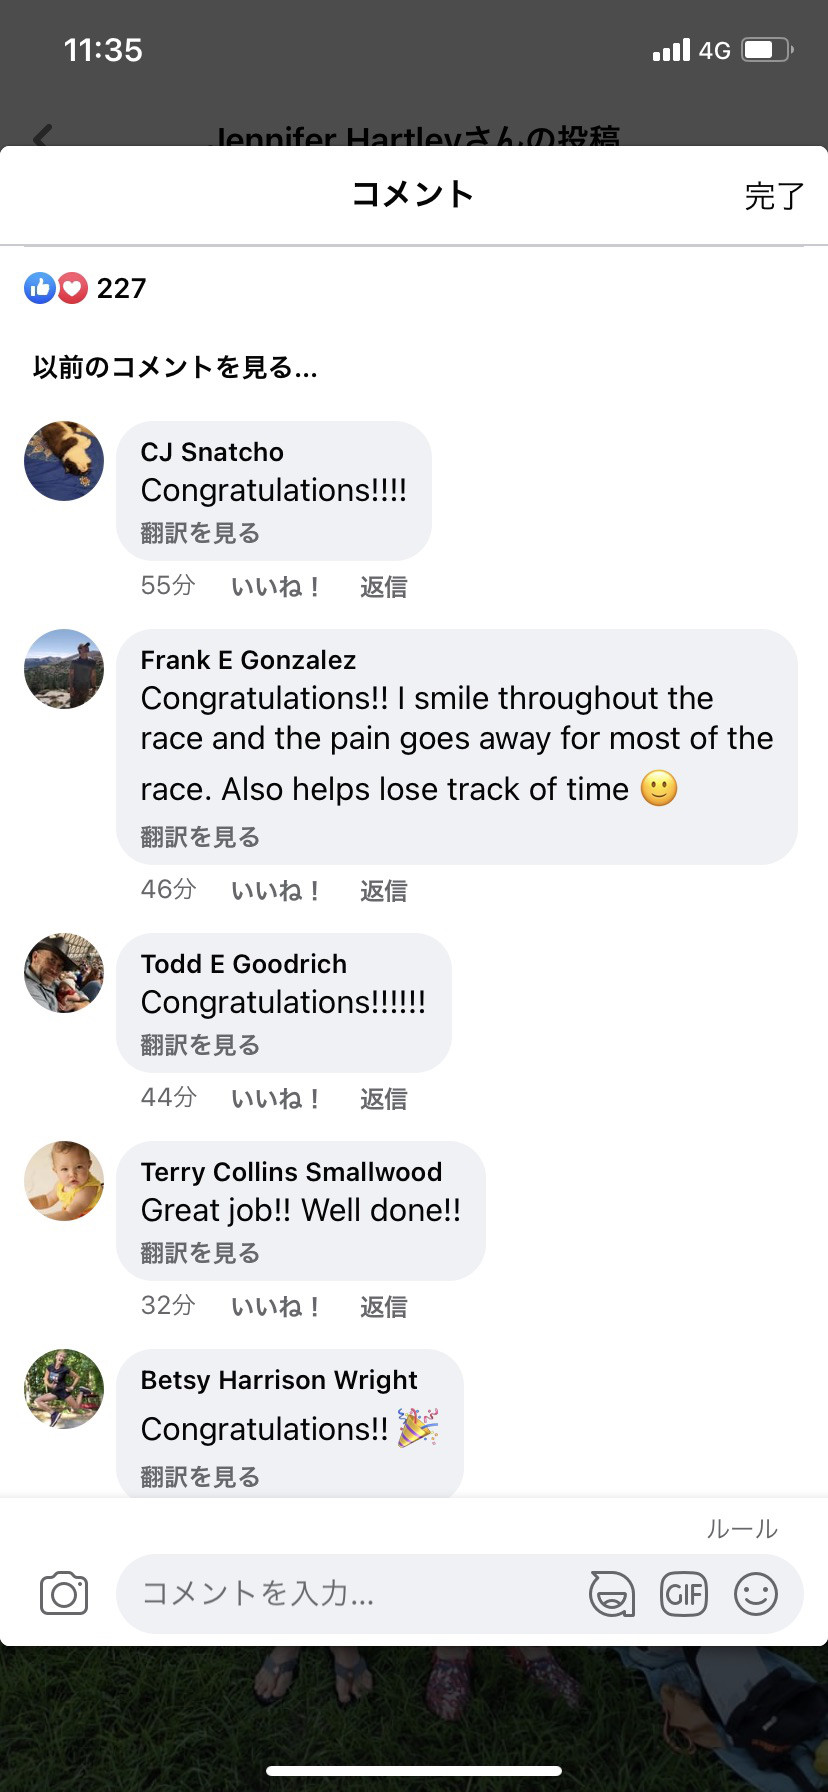 11:35
4G
Jennifer Hartleyさんの投稿
コメント
完了
227
以前のコメントを見る...
CJ Snatcho
Congratulations!!!!
翻訳を見る
55分 いいね！ 返信
Frank E Gonzalez
Congratulations!! I smile throughout the
race and the pain goes away for most of the
race. Also helps lose track of time 🙂
翻訳を見る
46分 いいね！ 返信
Todd E Goodrich
Congratulations!!!!!!
翻訳を見る
44分 いいね！ 返信
Terry Collins Smallwood
Great job!! Well done!!
翻訳を見る
32分 いいね！ 返信
Betsy Harrison Wright
Congratulations!! 🎉
翻訳を見る
ルール
コメントを入力...
GIF